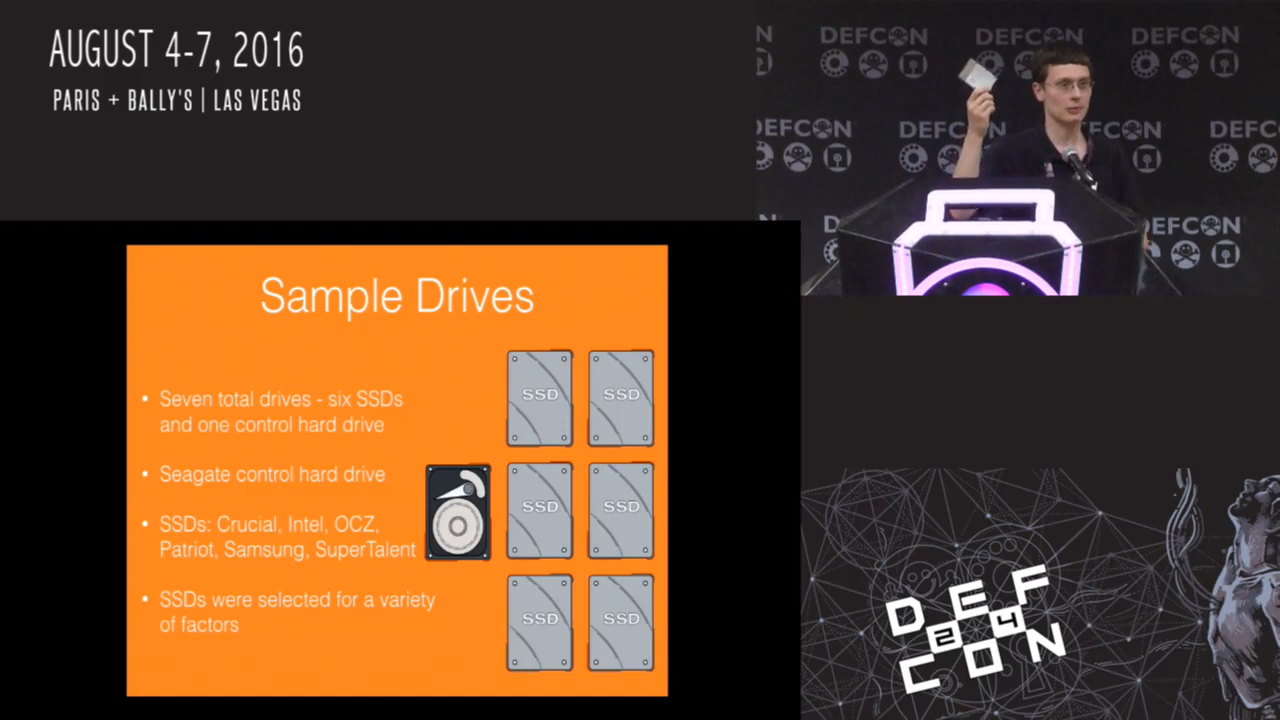 AUGUST 4-7, 2016
PARIS + BALLY'S | LAS VEGAS
DEFCON
DEFCON
DEFCON
DEFCON
DEFCON
Sample Drives
• Seven total drives - six SSDs
and one control hard drive
• Seagate control hard drive
• SSDs: Crucial, Intel, OCZ,
Patriot, Samsung, SuperTalent
• SSDs were selected for a variety
of factors
SSD
SSD
SSD
SSD
SSD
SSD
DEF
24
CON